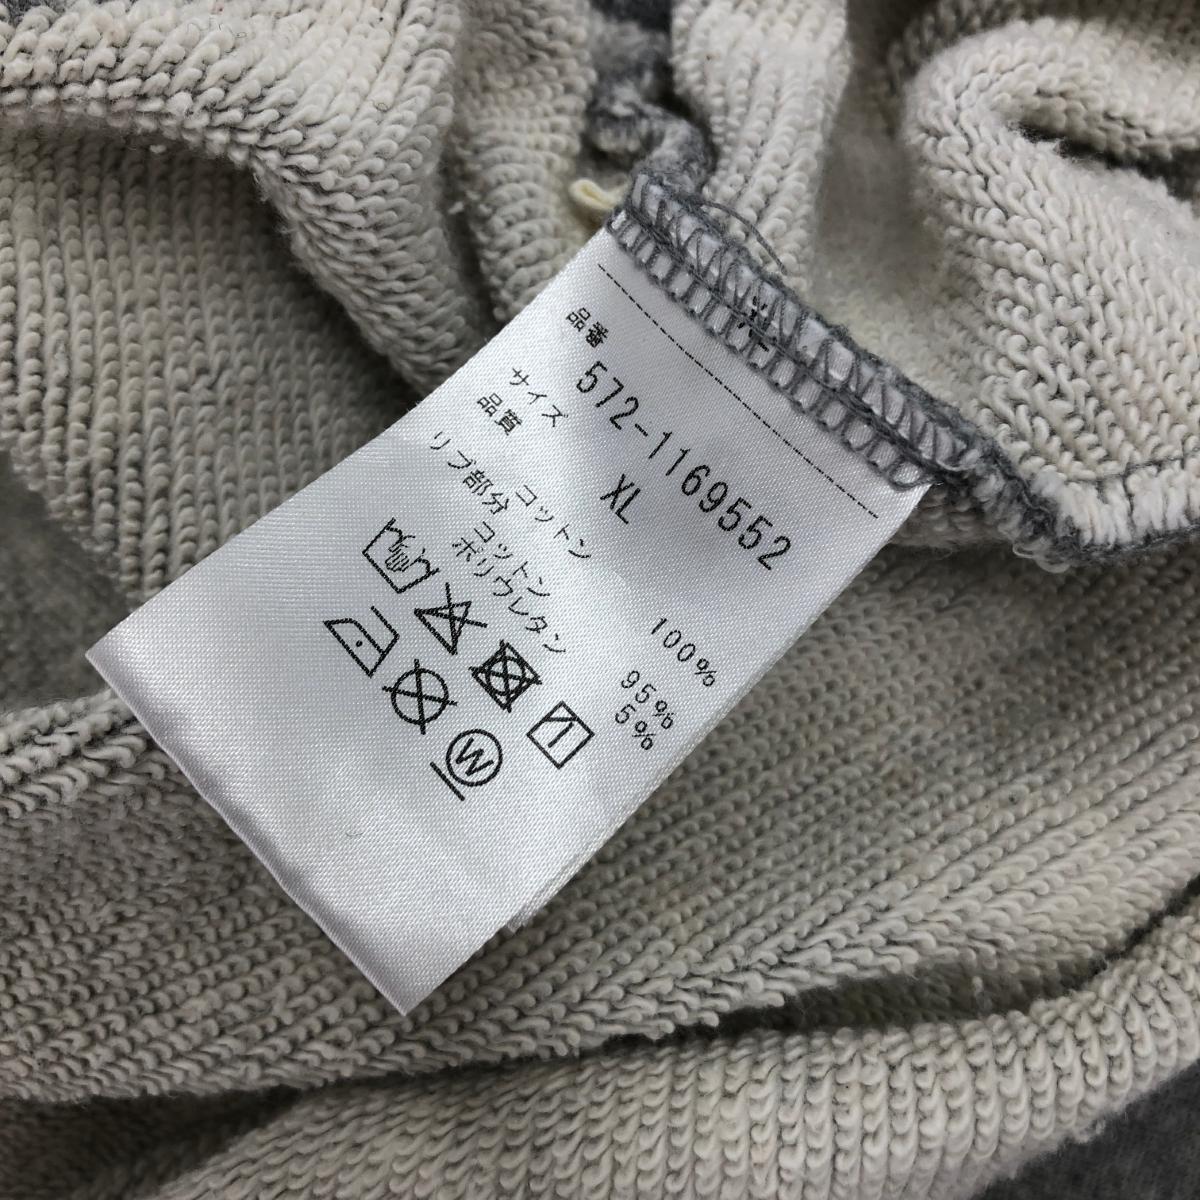 品番 572-1169552
サイズ XL
品質
コットン 100%
リブ部分 コットン 95%
ポリウレタン 5%
W